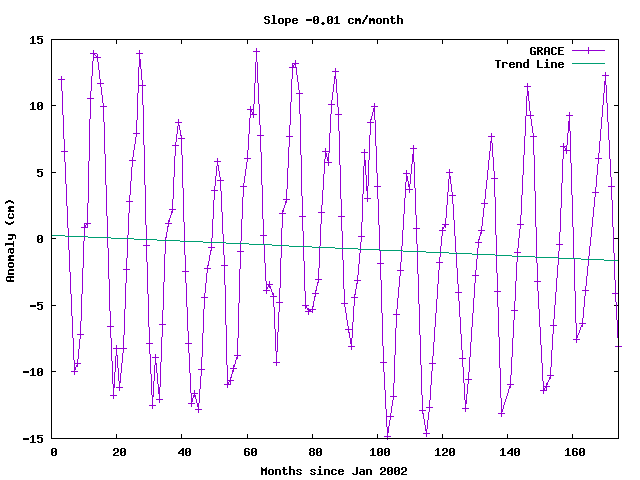 Slope -0.01 cm/month
GRACE
Trend Line
Anomaly (cm)
15
10
5
0
-5
-10
-15
0 20 40 60 80 100 120 140 160
Months since Jan 2002